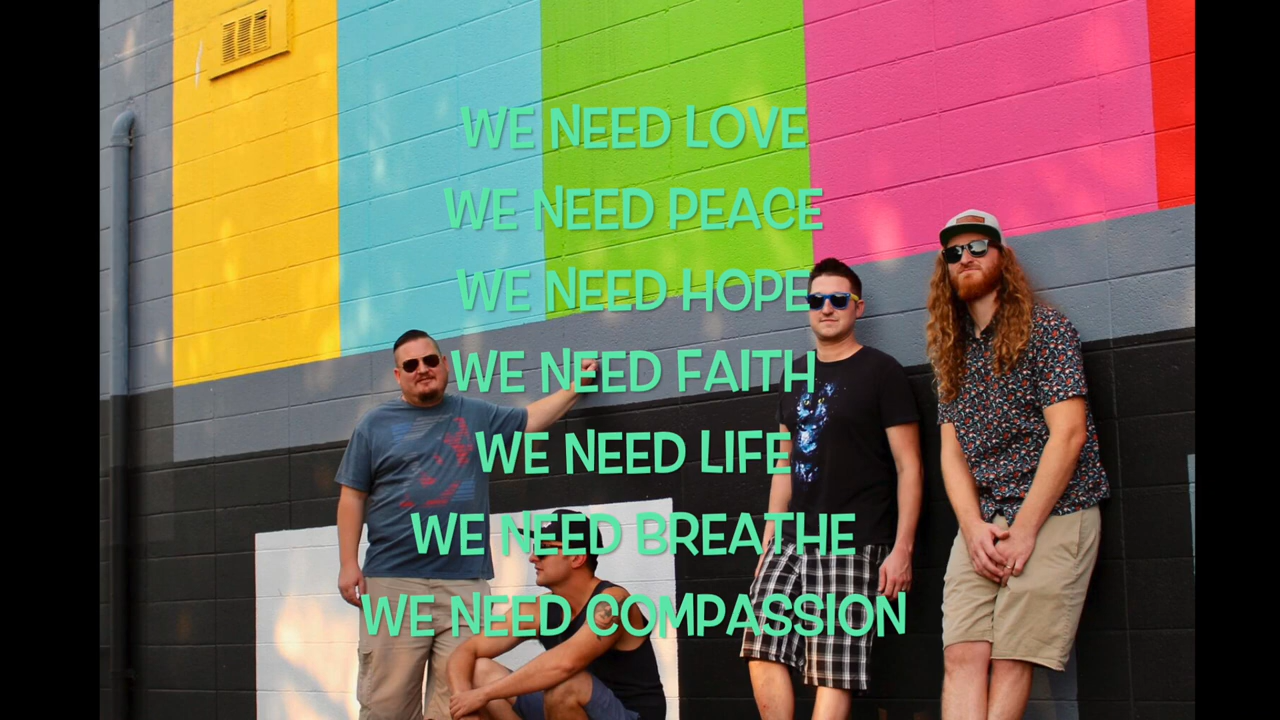 WE NEED LOVE
WE NEED PEACE
WE NEED HOPE
WE NEED FAITH
WE NEED LIFE
WE NEED BREATHE
WE NEED COMPASSION